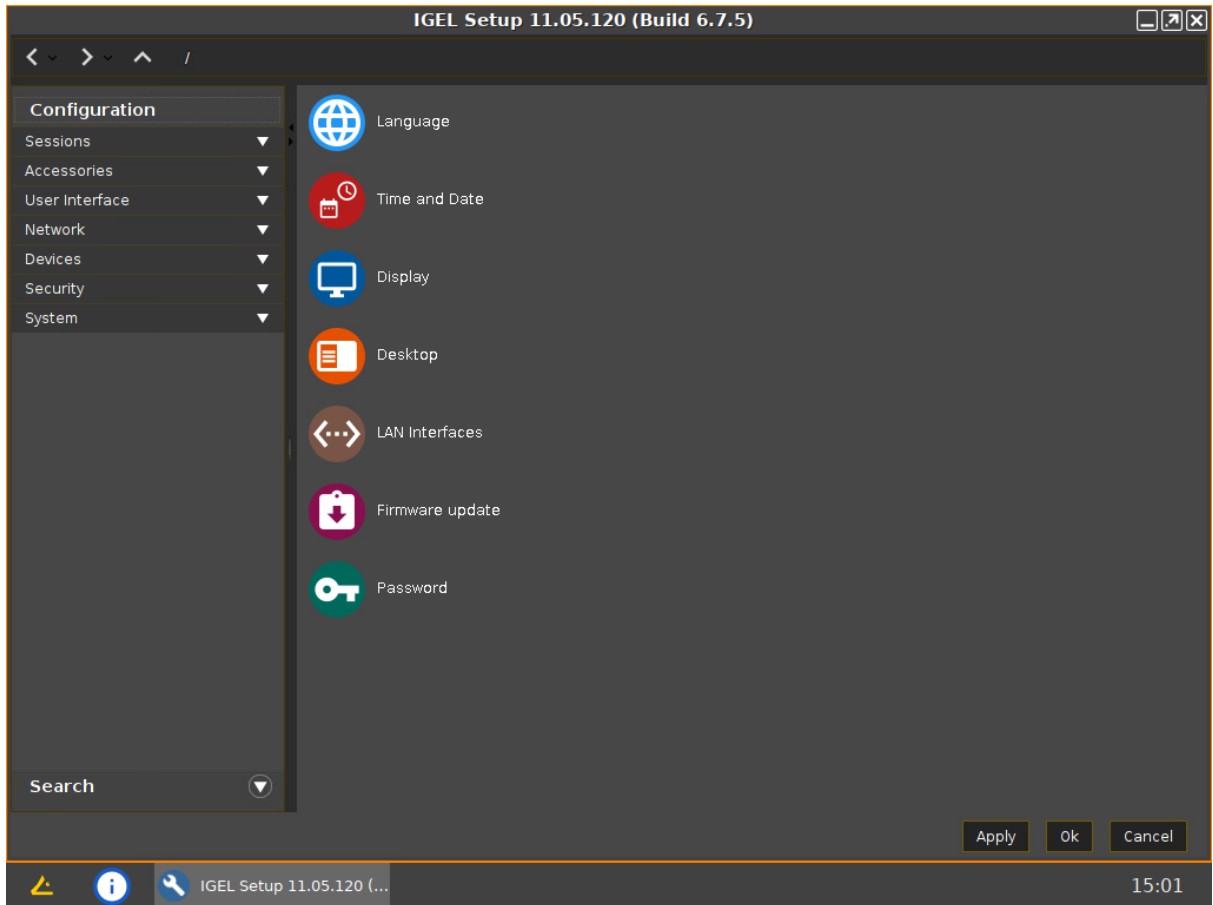 IGEL Setup 11.05.120 (Build 6.7.5)
/
Configuration
Sessions
Accessories
User Interface
Network
Devices
Security
System
Language
Time and Date
Display
Desktop
LAN Interfaces
Firmware update
Password
Search
Apply Ok Cancel
IGEL Setup 11.05.120 (... 15:01